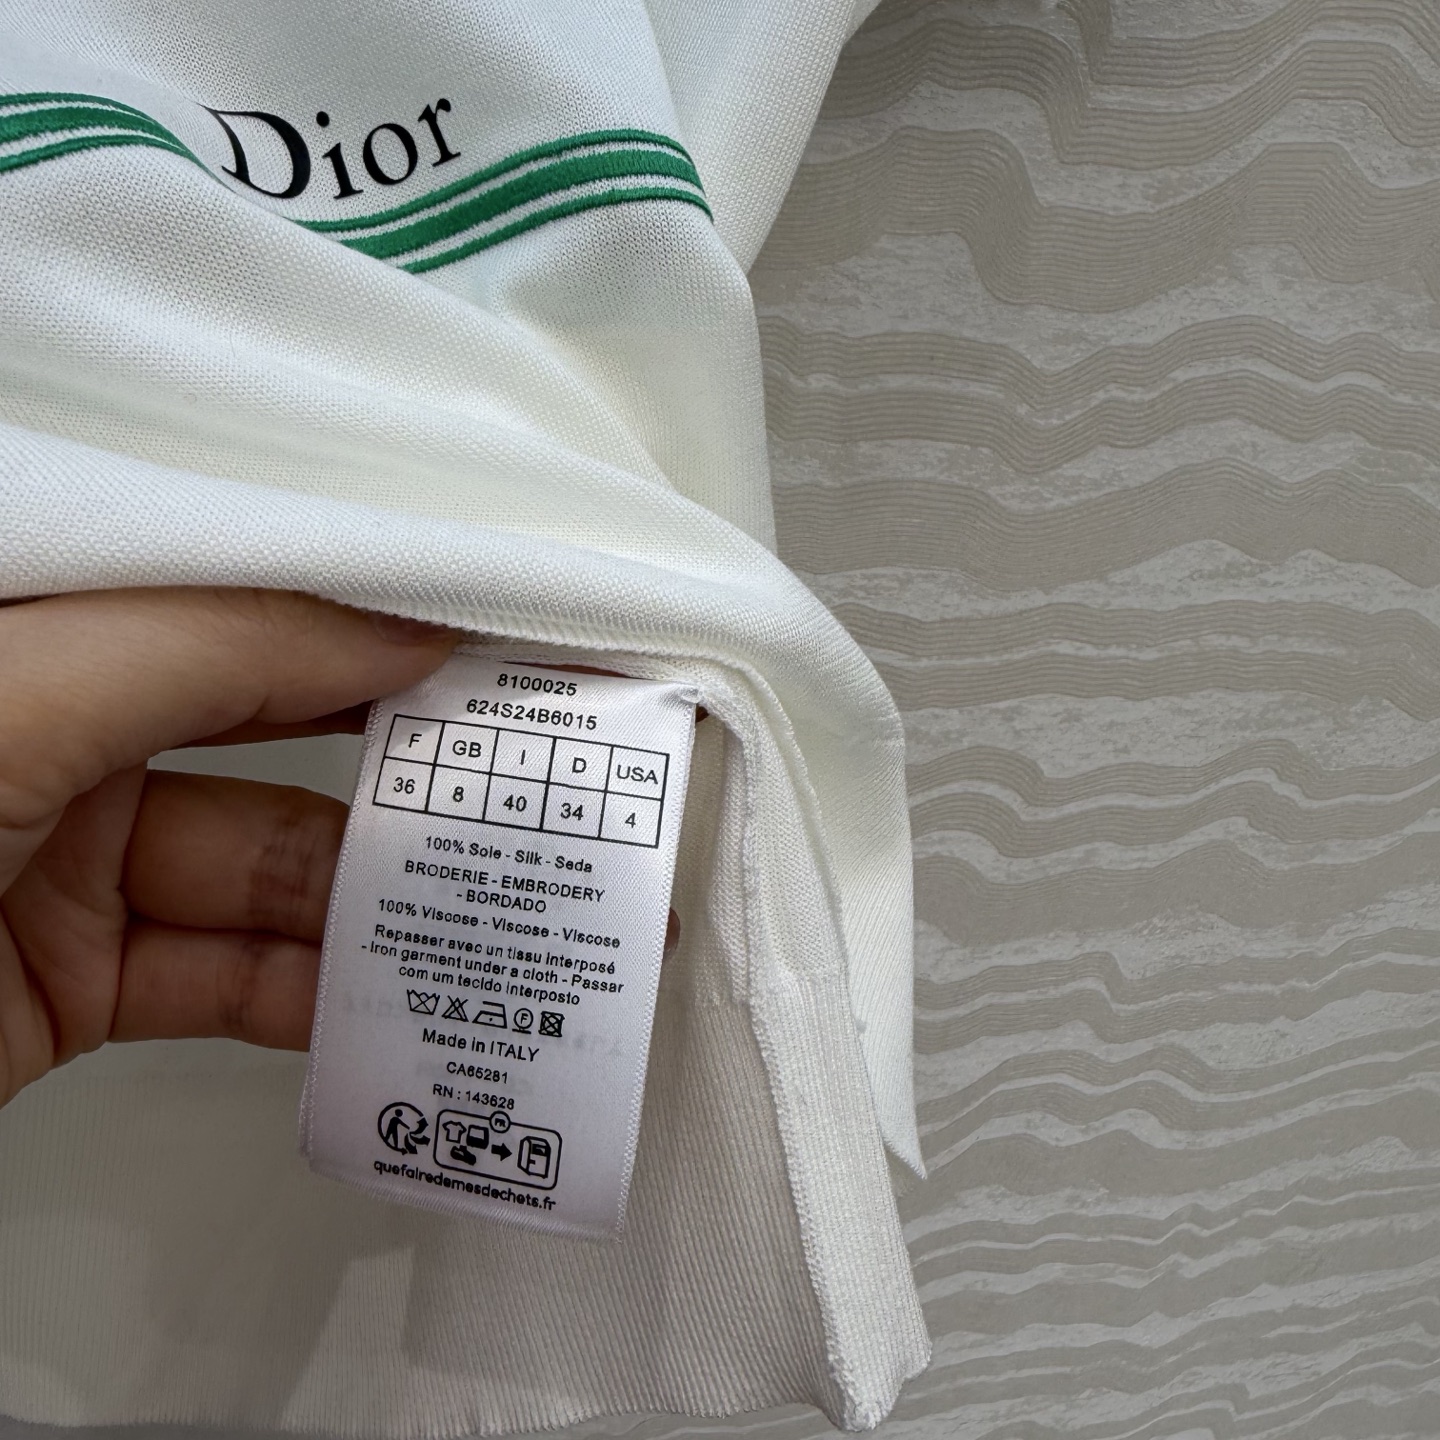 Dior
8100025
624S24B6015
F GB I D USA
36 8 40 34 4
100% Soie - Silk - Seda
BRODERIE - EMBRODERY
- BORDADO
100% Viscose - Viscose - Viscose
Repasser avec un tissu interposé
- Iron garment under a cloth - Passar
com um tecido interposto
F
Made in ITALY
CA65281
RN : 143628
FR
quefairedemesdechets.fr